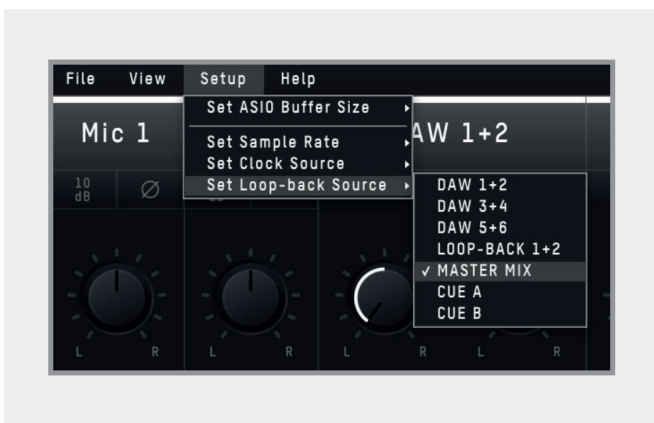 File View Setup Help
Set ASIO Buffer Size
Mic 1
AW 1+2
Set Sample Rate
Set Clock Source
Set Loop-back Source
10
dB
Ø
dB
DAW 1+2
DAW 3+4
DAW 5+6
LOOP-BACK 1+2
✓ MASTER MIX
CUE A
CUE B
L R L R L R L R